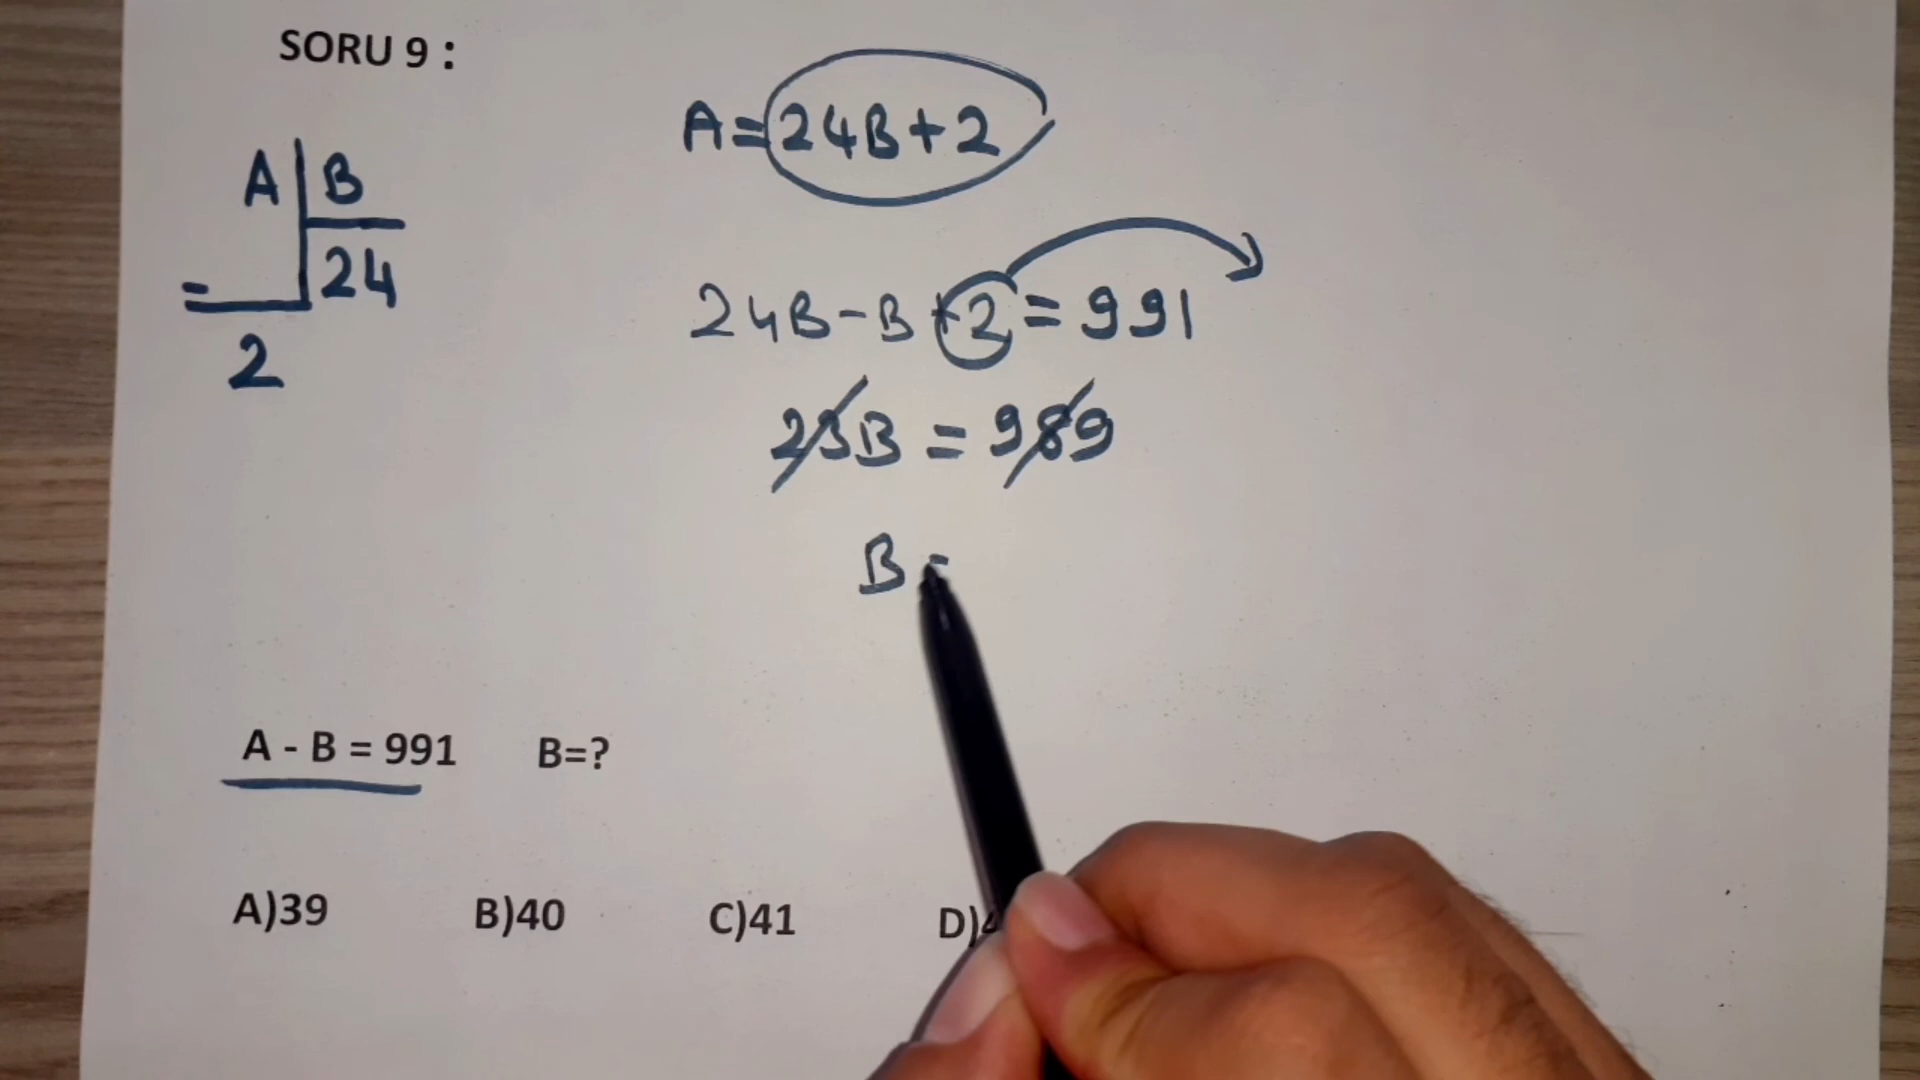 SORU 9 :
A B
24
2
A=24B+2
24B-B+2=991
23B = 989
B =
A - B = 991 B=?
A)39 B)40 C)41 D)